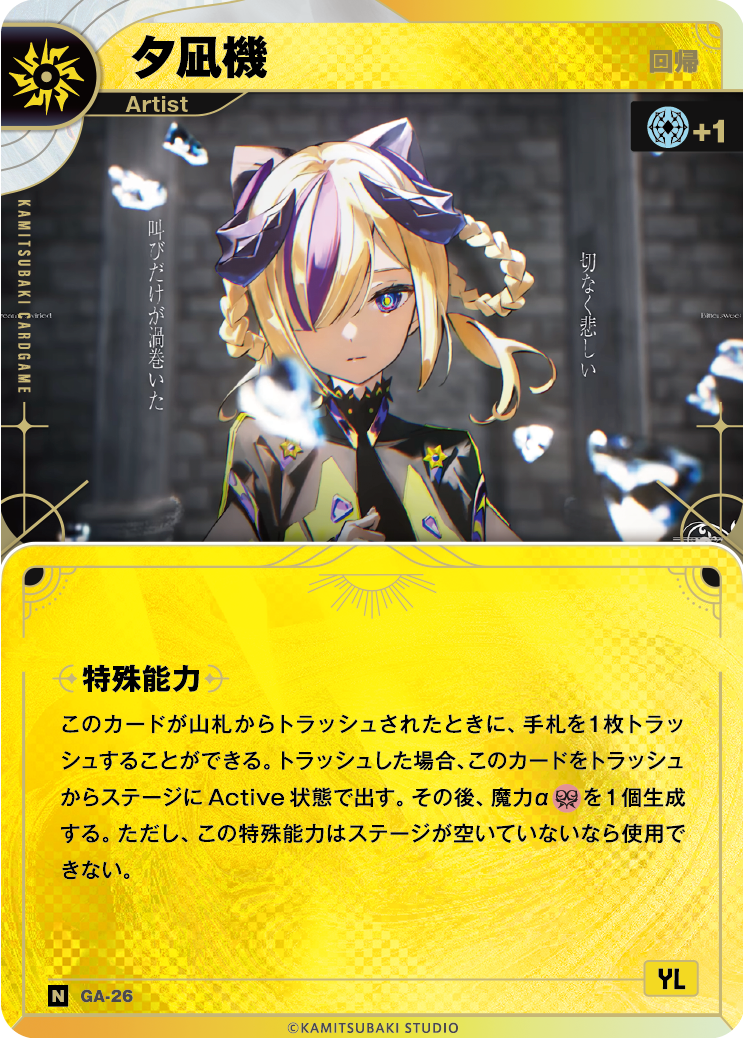 夕凪機
回帰
Artist
+1
KAMITSUBAKI CARDGAME
叫びだけが渦巻いた
切なく悲しい
特殊能力
このカードが山札からトラッシュされたときに、手札を1枚トラッ
シュすることができる。トラッシュした場合、このカードをトラッシュ
からステージにActive状態で出す。その後、魔力αを1個生成
する。ただし、この特殊能力はステージが空いていないなら使用で
きない。
YL
N GA-26
©KAMITSUBAKI STUDIO